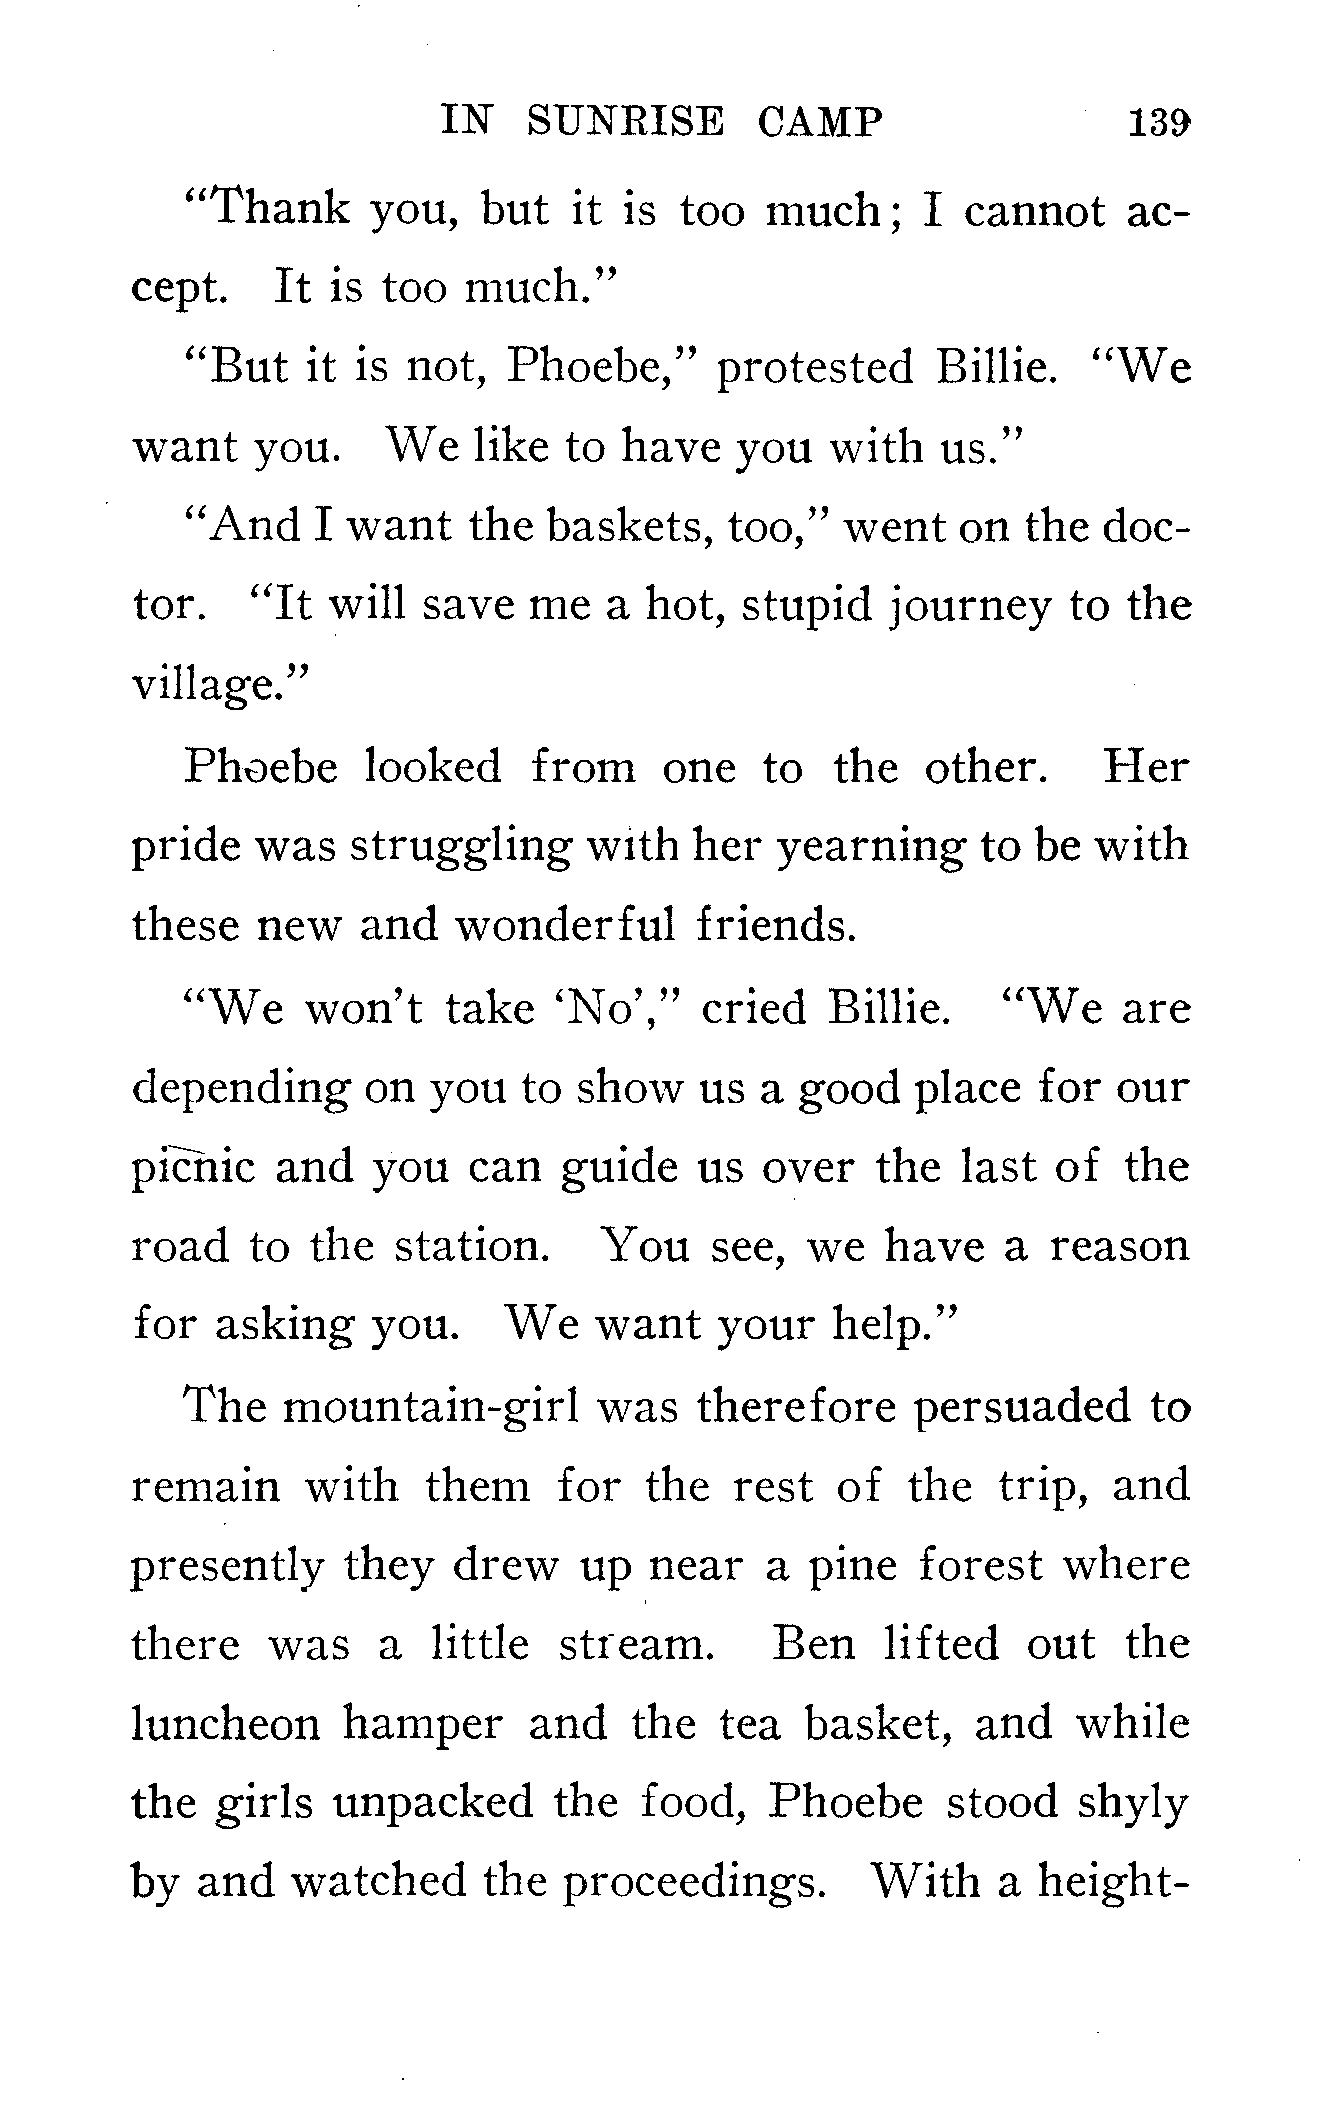 IN SUNRISE CAMP 139
“Thank you, but it is too much; I cannot ac-
cept. It is too much.”
“But it is not, Phoebe,” protested Billie. “We
want you. We like to have you with us.”
“And I want the baskets, too,” went on the doc-
tor. “It will save me a hot, stupid journey to the
village.”
Phoebe looked from one to the other. Her
pride was struggling with her yearning to be with
these new and wonderful friends.
“We won’t take ‘No’,” cried Billie. “We are
depending on you to show us a good place for our
picnic and you can guide us over the last of the
road to the station. You see, we have a reason
for asking you. We want your help.”
The mountain-girl was therefore persuaded to
remain with them for the rest of the trip, and
presently they drew up near a pine forest where
there was a little stream. Ben lifted out the
luncheon hamper and the tea basket, and while
the girls unpacked the food, Phoebe stood shyly
by and watched the proceedings. With a height-